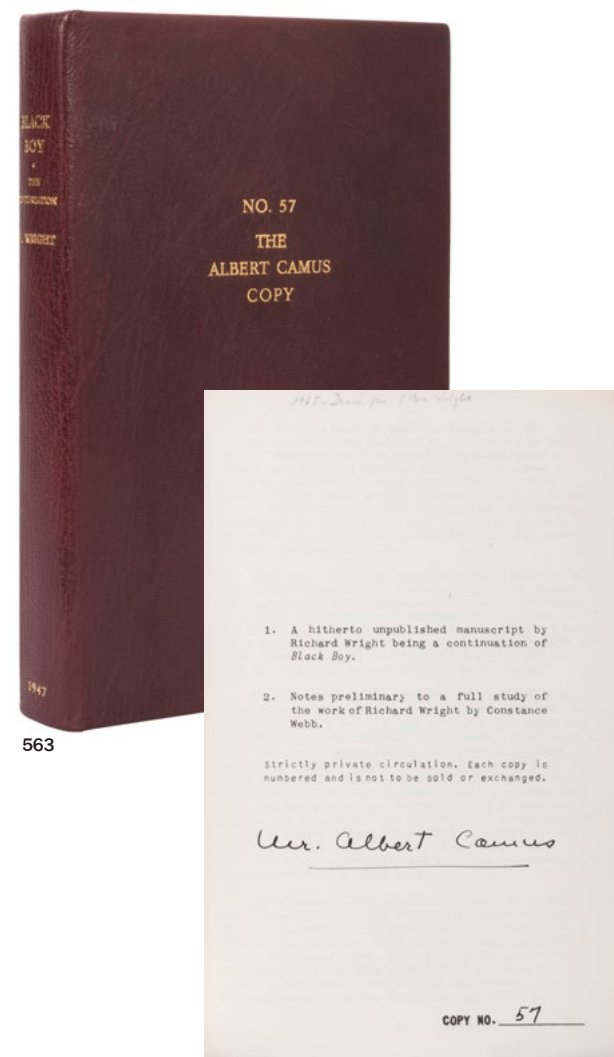 BLACK
BOY
THE
WRIGHT
1947
NO. 57
THE
ALBERT CAMUS
COPY
563
1. A hitherto unpublished manuscript by
Richard Wright being a continuation of
Black Boy.
2. Notes preliminary to a full study of
the work of Richard Wright by Constance
Webb.
Strictly private circulation. Each copy is
numbered and is not to be sold or exchanged.
Mr. Albert Camus
COPY NO. 57